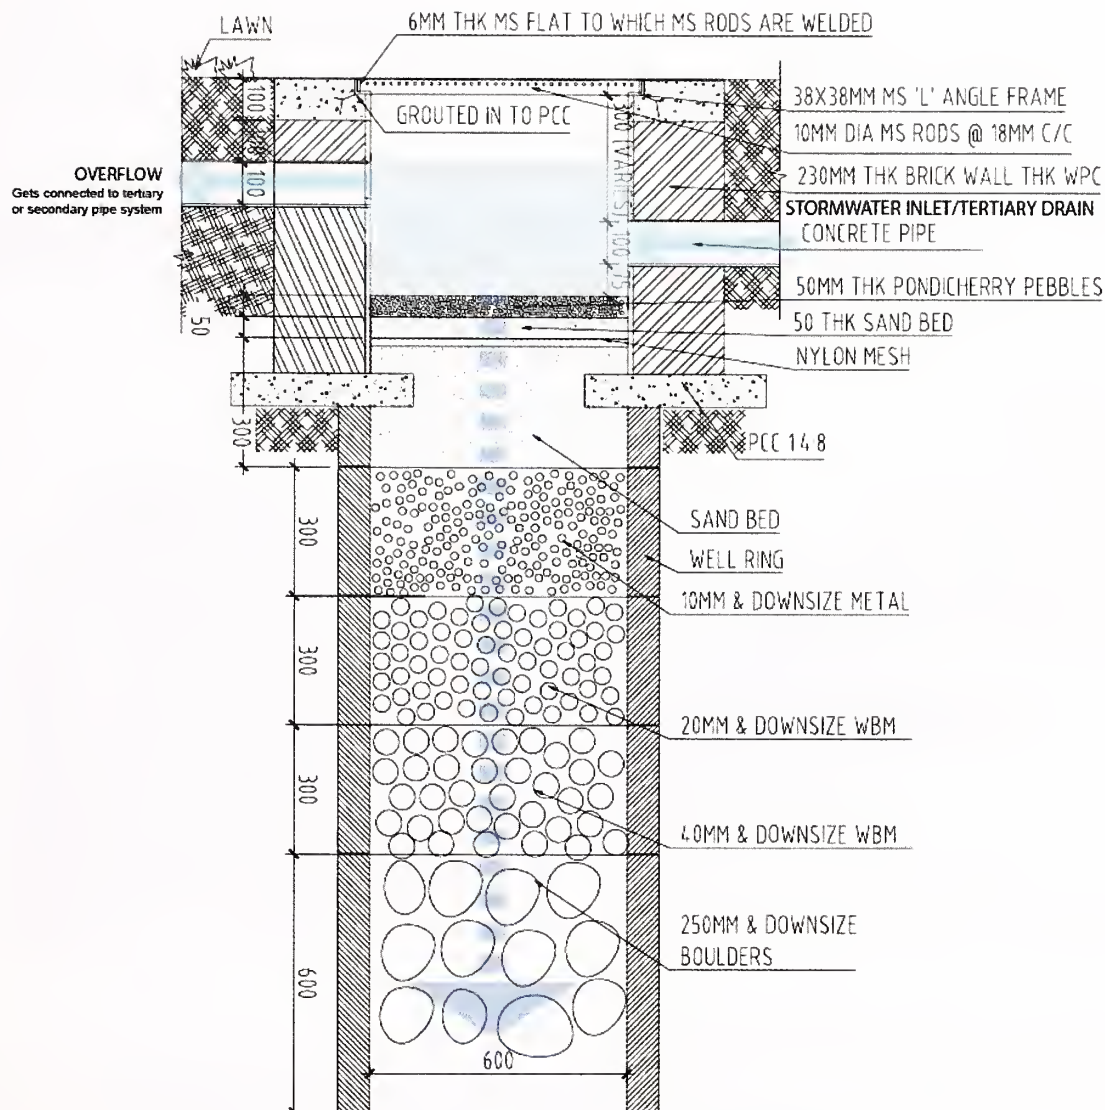 LAWN
6MM THK MS FLAT TO WHICH MS RODS ARE WELDED
100
GROUTED IN TO PCC
300 (VARIES)
38X38MM MS 'L' ANGLE FRAME
10MM DIA MS RODS @ 18MM C/C
OVERFLOW
Gets connected to tertiary
or secondary pipe system
100
230MM THK BRICK WALL THK WPC
STORMWATER INLET/TERTIARY DRAIN
CONCRETE PIPE
100
75
50MM THK PONDICHERRY PEBBLES
50
50 THK SAND BED
NYLON MESH
300
PCC 1 4 8
SAND BED
300
WELL RING
10MM & DOWNSIZE METAL
300
20MM & DOWNSIZE WBM
300
40MM & DOWNSIZE WBM
250MM & DOWNSIZE
BOULDERS
600
600